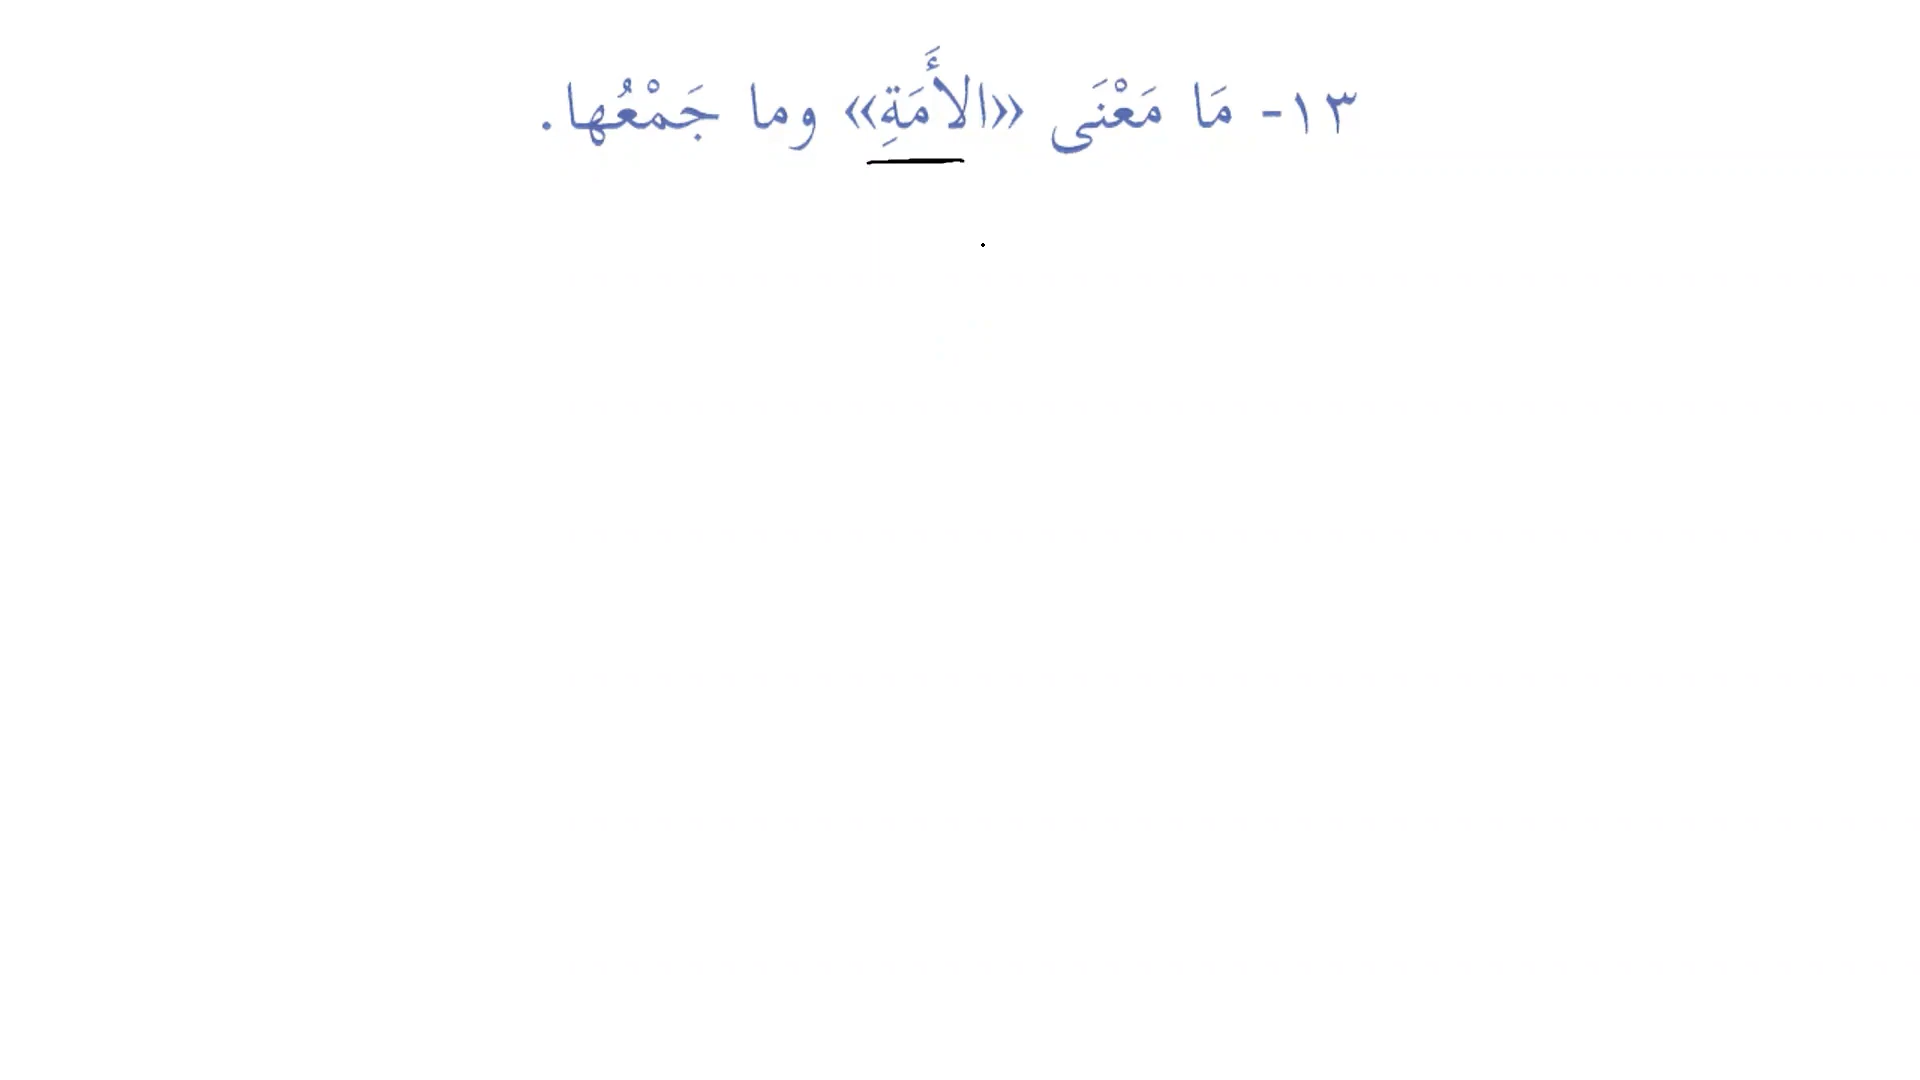 ١٣- مَا مَعْنَى «الأَمَةِ» وما جَمْعُها.